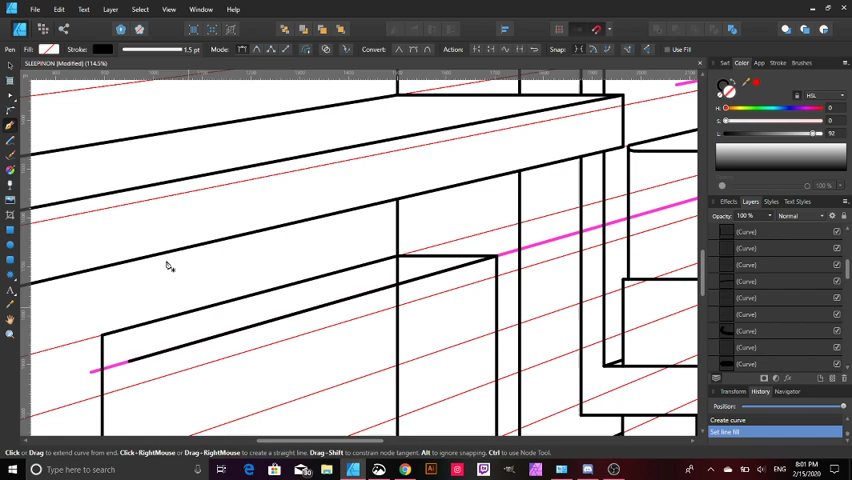 File Edit Text Layer Select View Window Help
Pen Fill: Stroke: 1.5 pt Mode: Convert: Action: Snap: Use Fill
SLEEPINON [Modified] (114.5%)
Swt Color App Stroke Brushes
HSL
H: 0
S: 0
L: 92
100 %
Effects Layers Styles Text Styles
Opacity: 100 % Normal
(Curve)
(Curve)
(Curve)
(Curve)
(Curve)
(Curve)
(Curve)
(Curve)
(Curve)
Transform History Navigator
Position:
Create curve
Set line fill
Click or Drag to extend curve from end. Click+RightMouse or Drag+RightMouse to create a straight line. Drag+Shift to constrain node tangent. Alt to ignore snapping. Ctrl to use Node Tool.
Type here to search
ENG
8:01 PM
2/15/2020